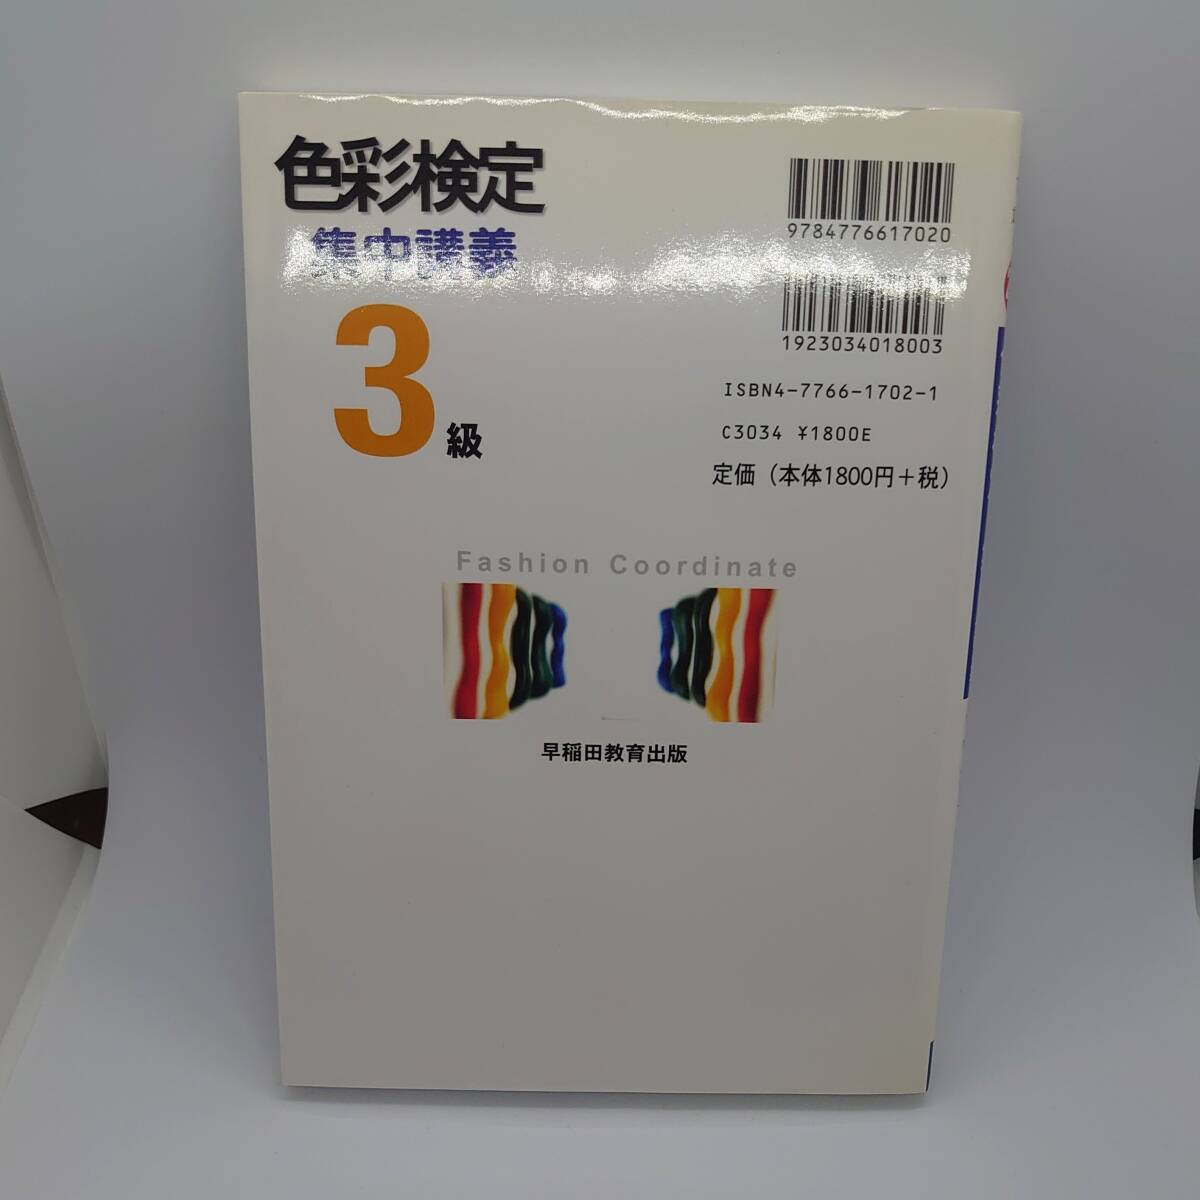 色彩検定
集中講義
3級
9784776617020
1923034018003
ISBN4-7766-1702-1
C3034 ¥1800E
定価（本体1800円＋税）
Fashion Coordinate
早稲田教育出版